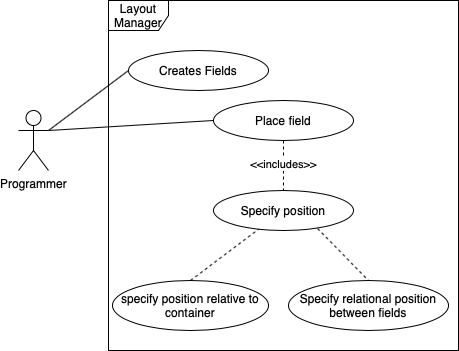 Layout
Manager
Creates Fields
Place field
<<includes>>
Programmer
Specify position
specify position relative to
container
Specify relational position
between fields